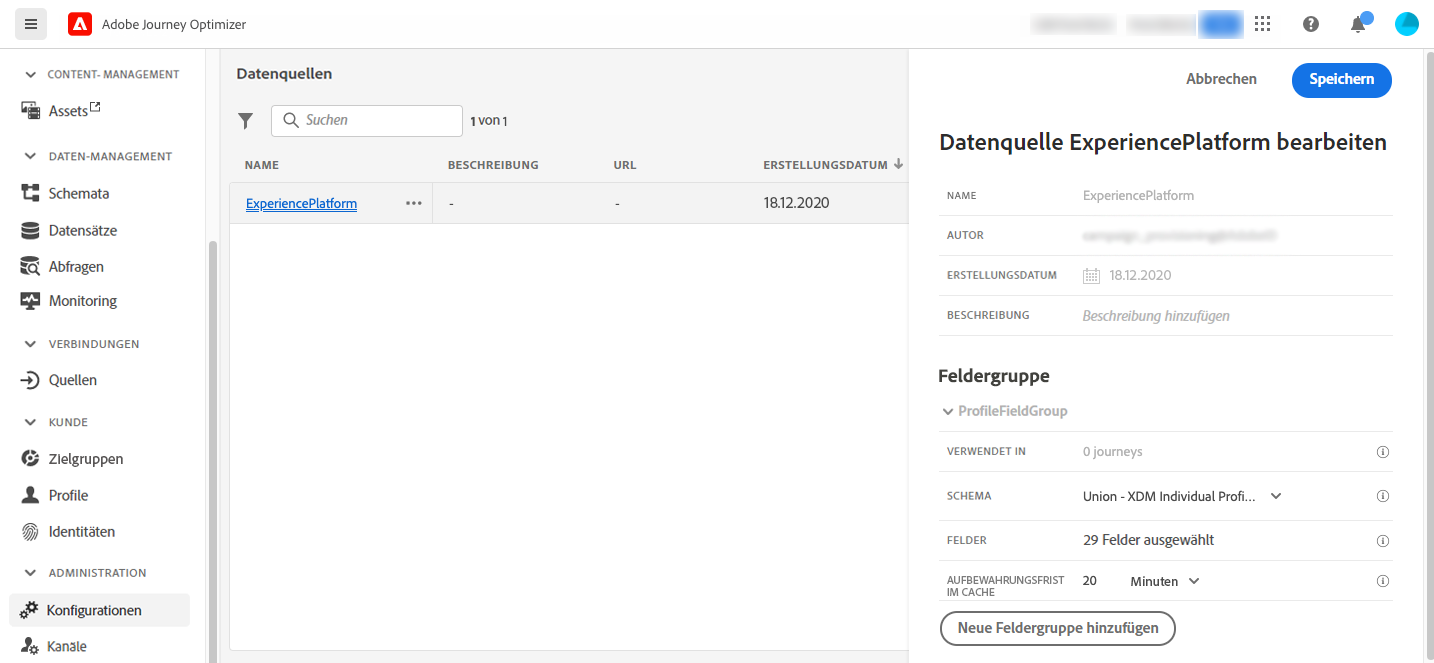 Adobe Journey Optimizer
CONTENT- MANAGEMENT
Assets
DATEN-MANAGEMENT
Schemata
Datensätze
Abfragen
Monitoring
VERBINDUNGEN
Quellen
KUNDE
Zielgruppen
Profile
Identitäten
ADMINISTRATION
Konfigurationen
Kanäle
Datenquellen
Suchen
1 von 1
NAME BESCHREIBUNG URL ERSTELLUNGSDATUM
ExperiencePlatform - - 18.12.2020
Abbrechen Speichern
Datenquelle ExperiencePlatform bearbeiten
NAME ExperiencePlatform
AUTOR
ERSTELLUNGSDATUM 18.12.2020
BESCHREIBUNG Beschreibung hinzufügen
Feldergruppe
ProfileFieldGroup
VERWENDET IN 0 journeys
SCHEMA Union - XDM Individual Profi...
FELDER 29 Felder ausgewählt
AUFBEWAHRUNGSFRIST 20 Minuten
IM CACHE
Neue Feldergruppe hinzufügen